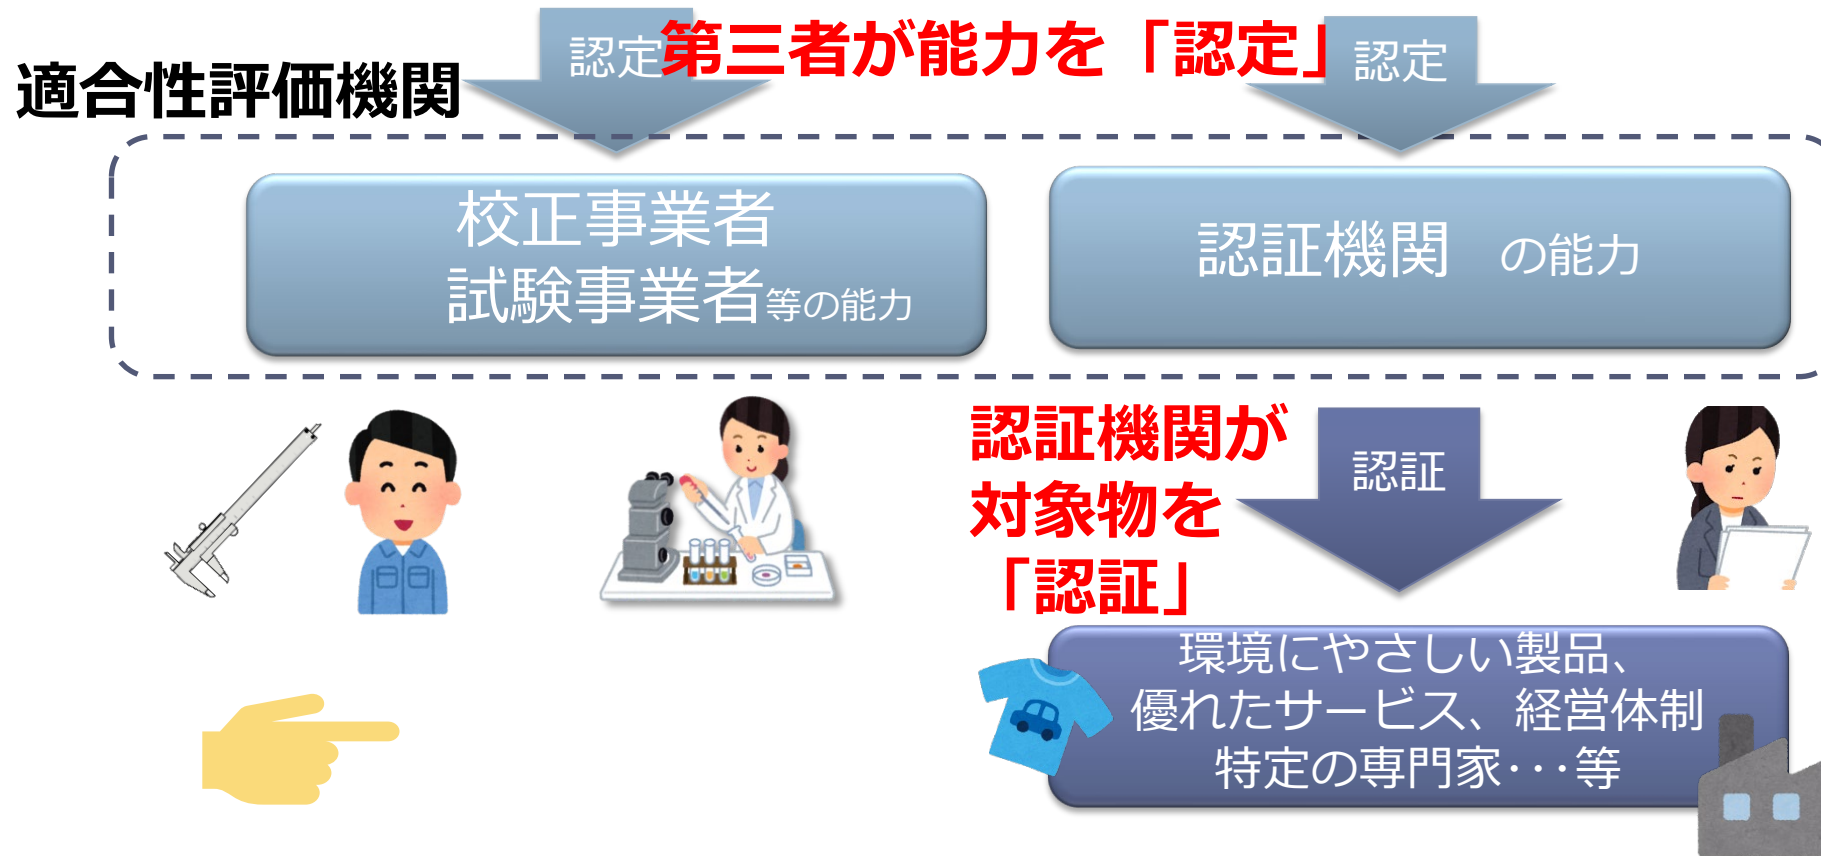 認定
第三者が能力を「認定」
認定
適合性評価機関
校正事業者
試験事業者等の能力
認証機関　の能力
認証機関が
対象物を
「認証」
認証
環境にやさしい製品、
優れたサービス、経営体制
特定の専門家･･･等